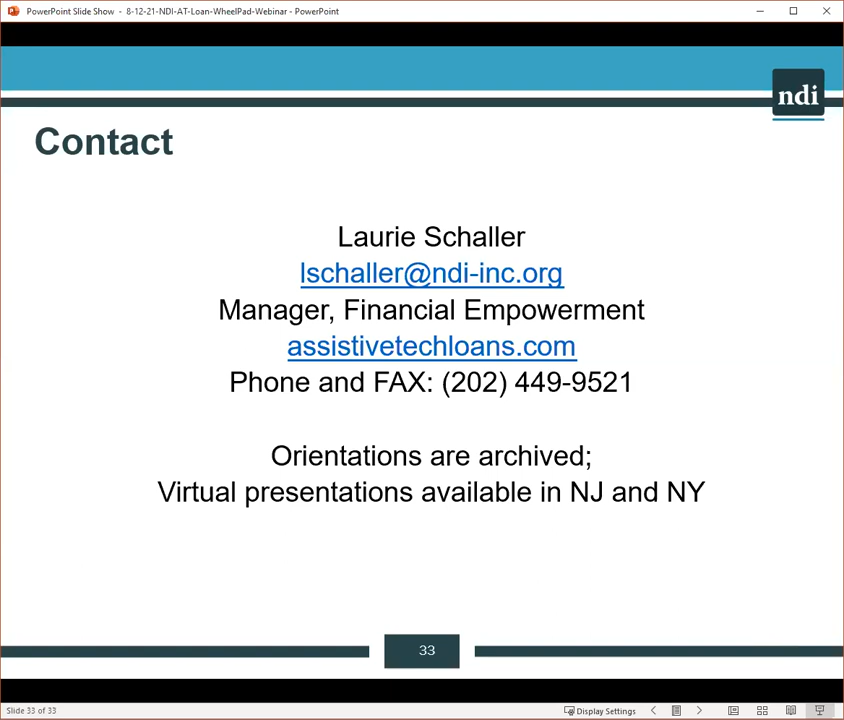 PowerPoint Slide Show - 8-12-21-NDI-AT-Loan-WheelPad-Webinar - PowerPoint
ndi
Contact
Laurie Schaller
lschaller@ndi-inc.org
Manager, Financial Empowerment
assistivetechloans.com
Phone and FAX: (202) 449-9521
Orientations are archived;
Virtual presentations available in NJ and NY
33
Slide 33 of 33
Display Settings